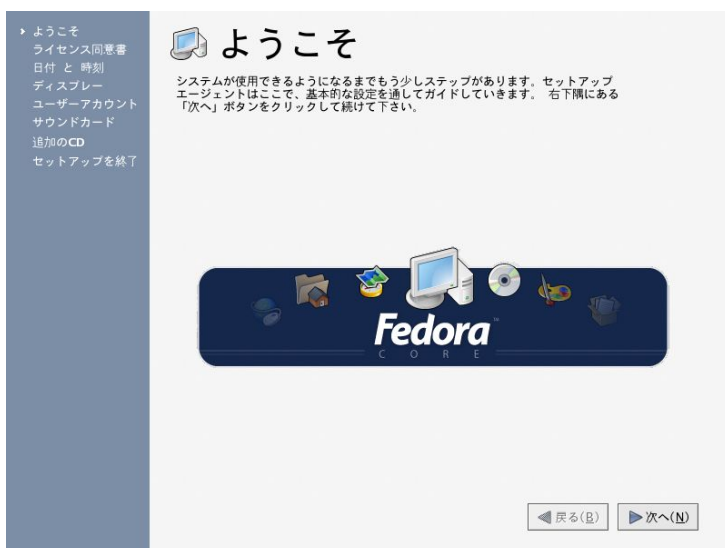 ようこそ
ライセンス同意書
日付 と 時刻
ディスプレー
ユーザーアカウント
サウンドカード
追加のCD
セットアップを終了
ようこそ
システムが使用できるようになるまでもう少しステップがあります。セットアップ
エージェントはここで、基本的な設定を通してガイドしていきます。 右下隅にある
「次へ」ボタンをクリックして続けて下さい。
Fedora™
CORE
戻る(B)
次へ(N)